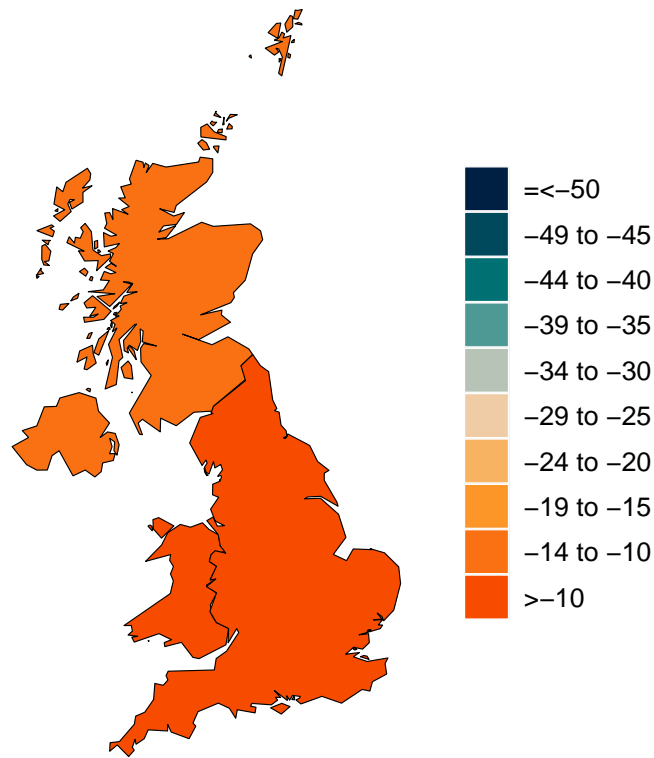 =<−50
−49 to −45
−44 to −40
−39 to −35
−34 to −30
−29 to −25
−24 to −20
−19 to −15
−14 to −10
>−10